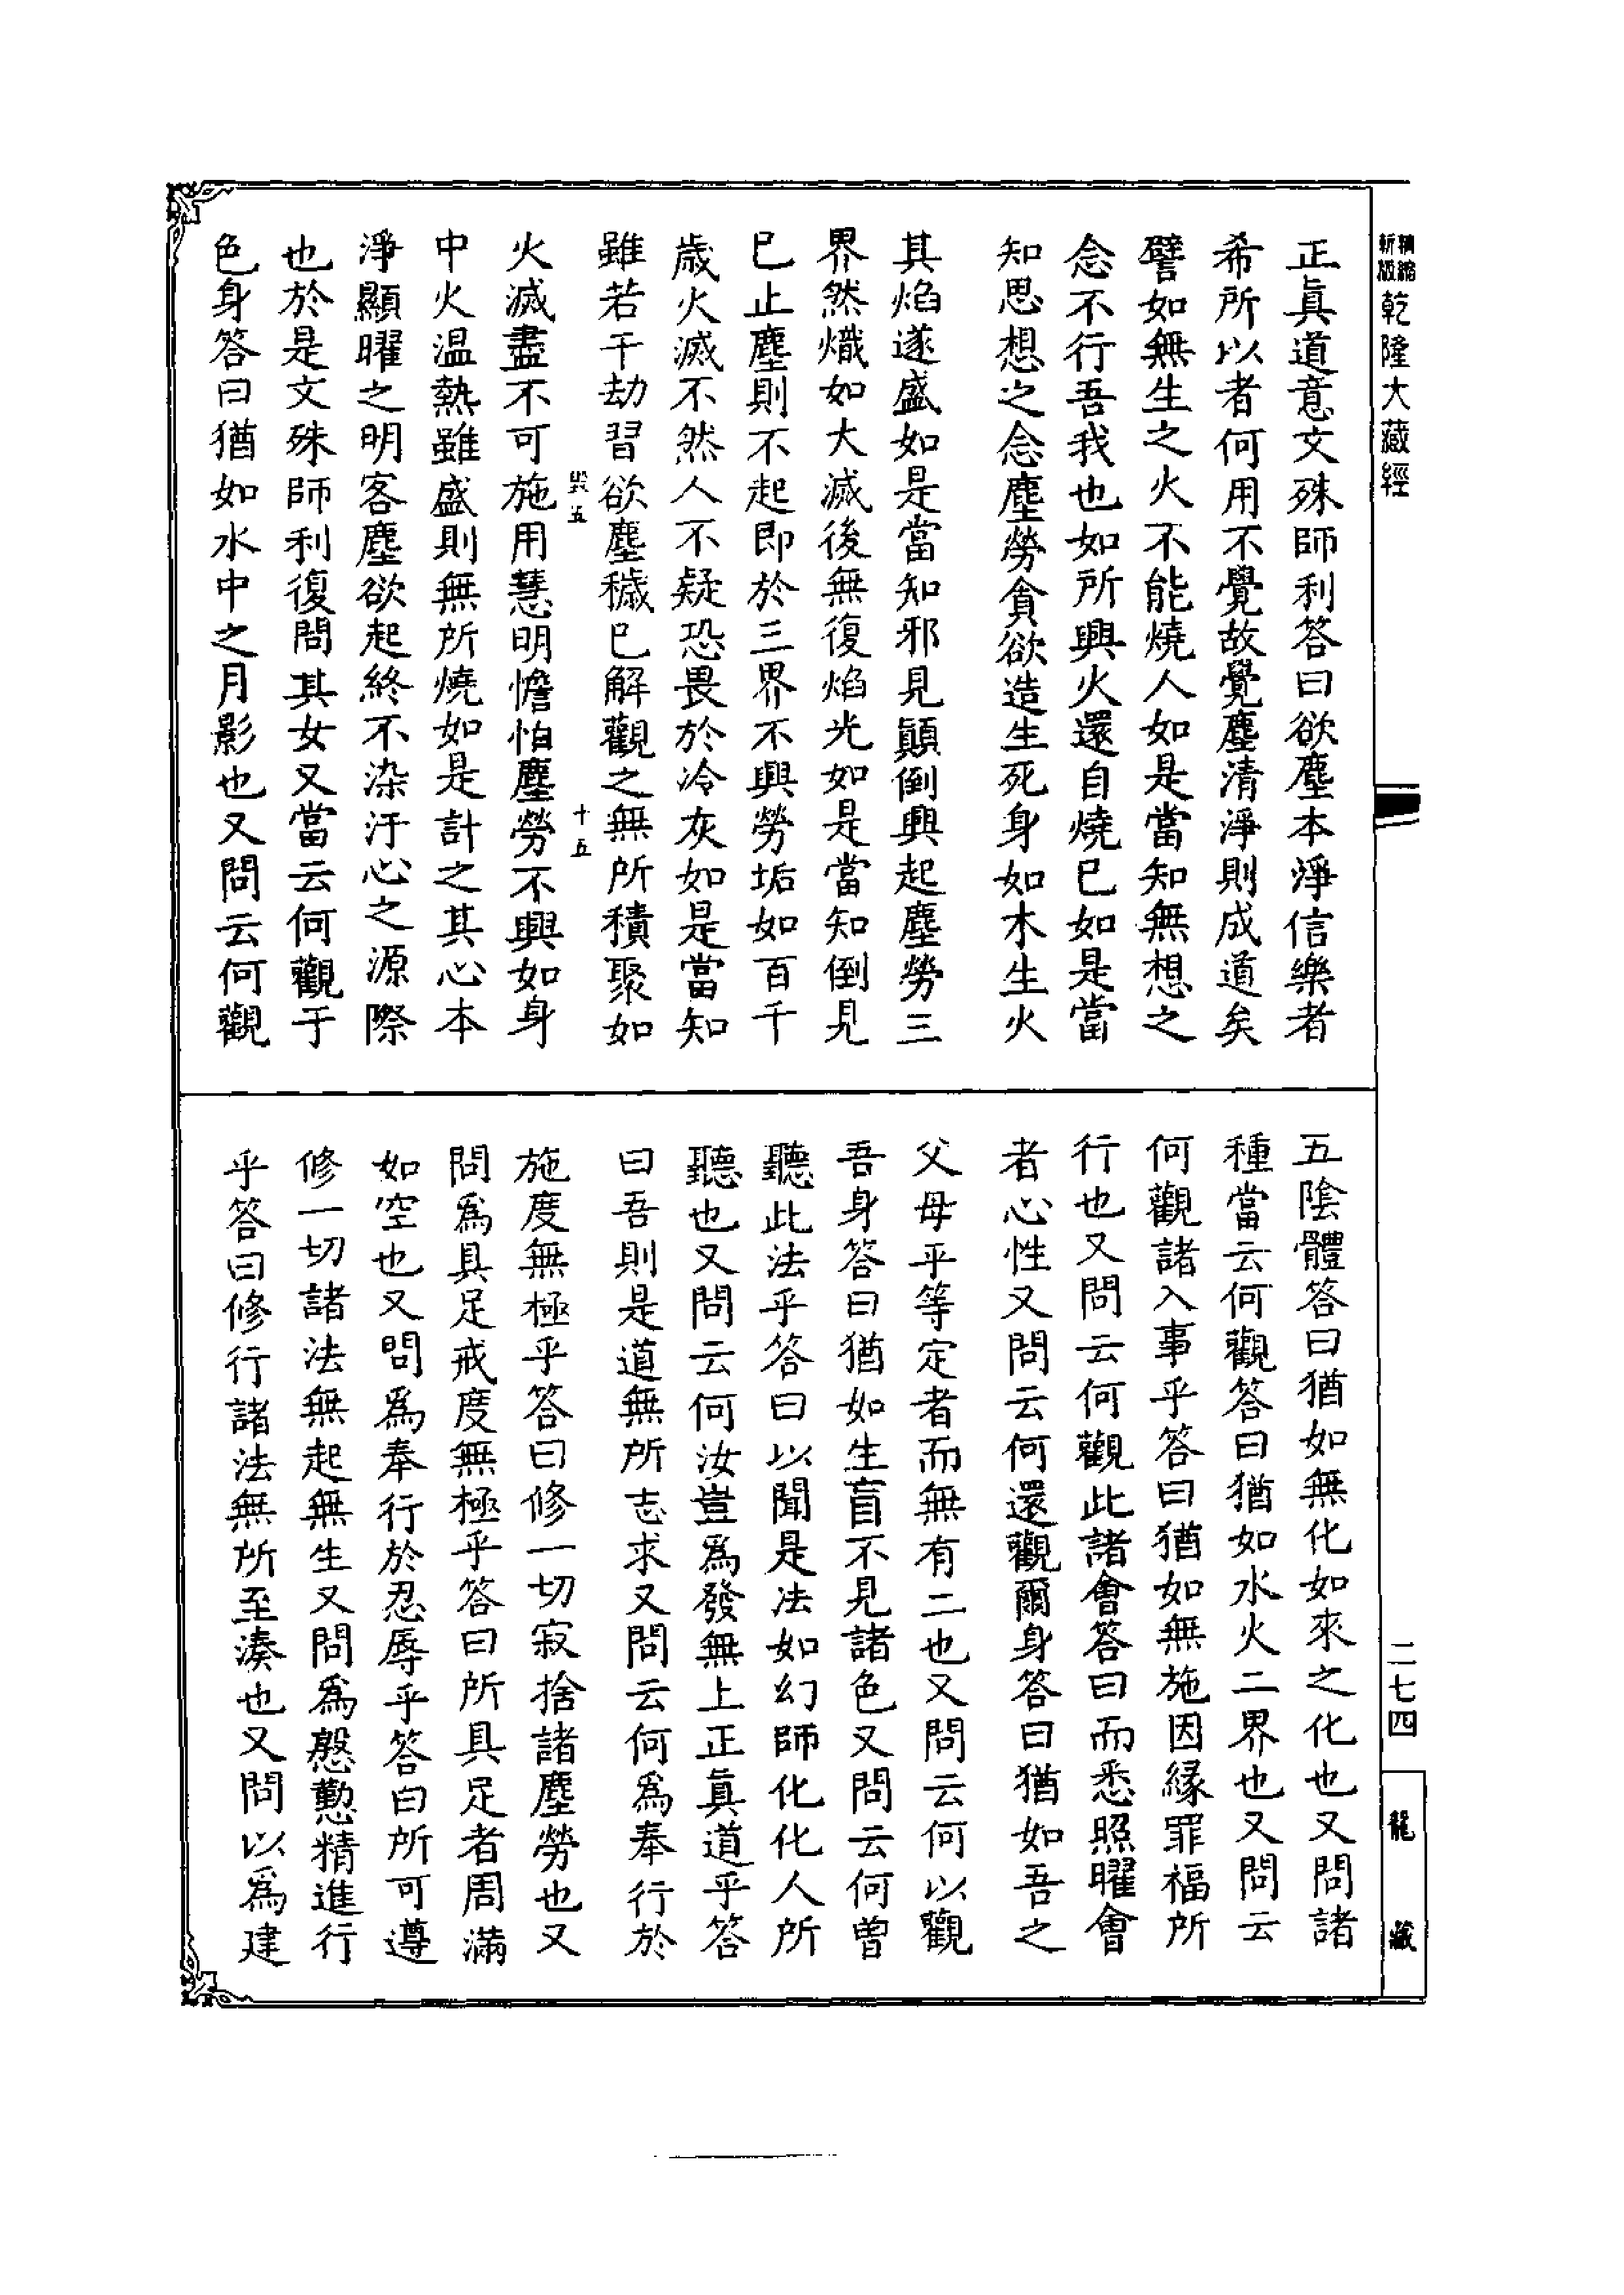 精縮
新版
乾隆大藏經
正眞道意文殊師利答曰欲塵本淨信樂者
希所以者何用不覺故覺塵清淨則成道矣
譬如無生之火不能燒人如是當知無想之
念不行吾我也如所興火還自燒已如是當
知思想之念塵勞貪欲造生死身如木生火
其焰遂盛如是當知邪見顚倒興起塵勞三
界然熾如大滅後無復焰光如是當知倒見
已止塵則不起即於三界不興勞垢如百千
歲火滅不然人不疑恐畏於冷灰如是當知
雖若干劫習欲塵穢已解觀之無所積聚如
毀五
十五
火滅盡不可施用慧明憺怕塵勞不興如身
中火温熱雖盛則無所燒如是計之其心本
淨顯曜之明客塵欲起終不染汙心之源際
也於是文殊師利復問其女又當云何觀于
色身答曰猶如水中之月影也又問云何觀
五陰體答曰猶如無化如來之化也又問諸
種當云何觀答曰猶如水火二界也又問云
何觀諸入事乎答曰猶如無施因緣罪福所
行也又問云何觀此諸會答曰而悉照曜會
者心性又問云何還觀爾身答曰猶如吾之
父母平等定者而無有二也又問云何以觀
吾身答曰猶如生盲不見諸色又問云何曽
聽此法乎答曰以聞是法如幻師化化人所
聽也又問云何汝豈爲發無上正眞道乎答
曰吾則是道無所志求又問云何爲奉行於
施度無極乎答曰修一切寂捨諸塵勞也又
問爲具足戒度無極乎答曰所具足者周滿
如空也又問爲奉行於忍辱乎答曰所可遵
修一切諸法無起無生又問爲慇懃精進行
乎答曰修行諸法無所至湊也又問以爲建
二七四
龍藏